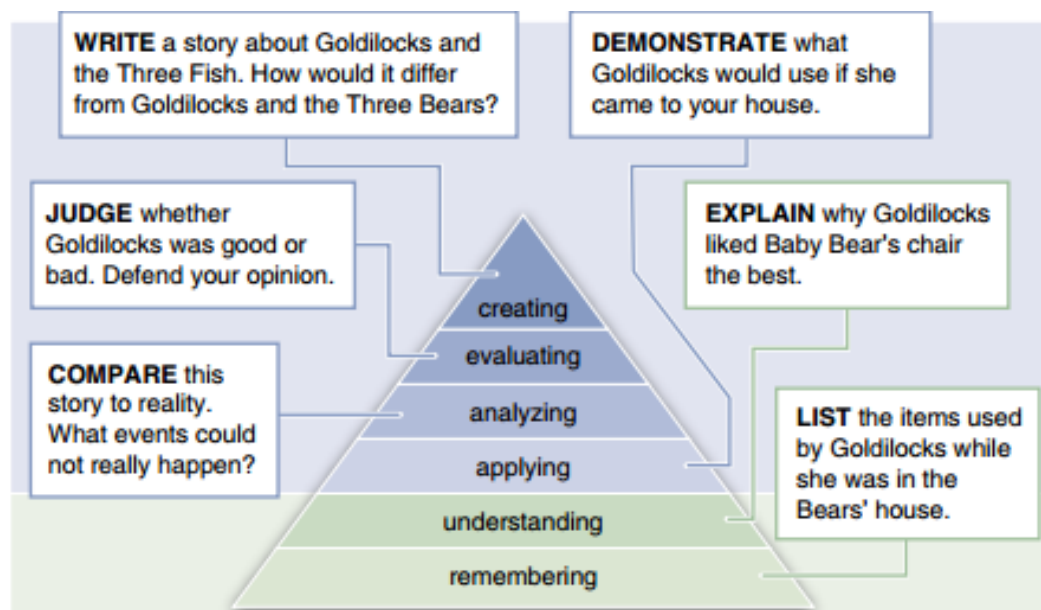 WRITE a story about Goldilocks and
the Three Fish. How would it differ
from Goldilocks and the Three Bears?
DEMONSTRATE what
Goldilocks would use if she
came to your house.
JUDGE whether
Goldilocks was good or
bad. Defend your opinion.
EXPLAIN why Goldilocks
liked Baby Bear's chair
the best.
COMPARE this
story to reality.
What events could
not really happen?
LIST the items used
by Goldilocks while
she was in the
Bears' house.
creating
evaluating
analyzing
applying
understanding
remembering